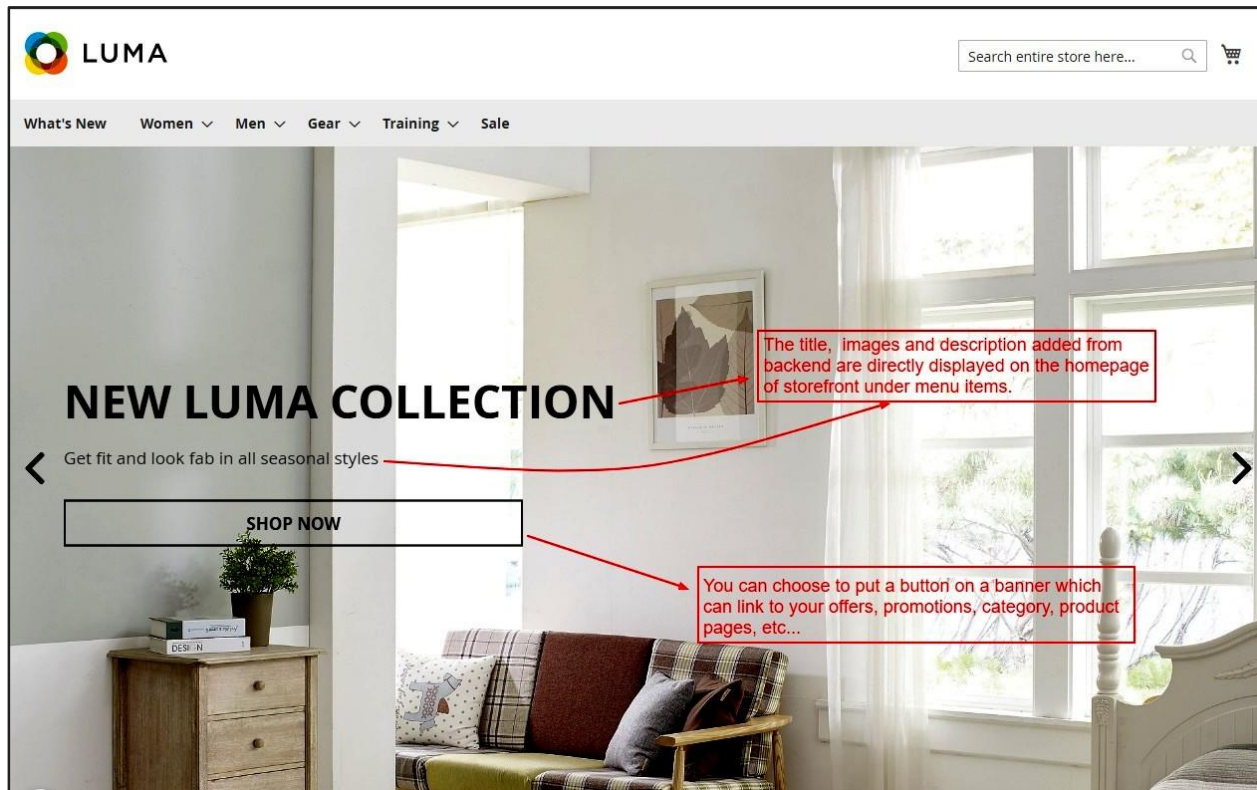 LUMA
Search entire store here...
What's New Women Men Gear Training Sale
The title, images and description added from
backend are directly displayed on the homepage
of storefront under menu items.
NEW LUMA COLLECTION
Get fit and look fab in all seasonal styles
SHOP NOW
You can choose to put a button on a banner which
can link to your offers, promotions, category, product
pages, etc...